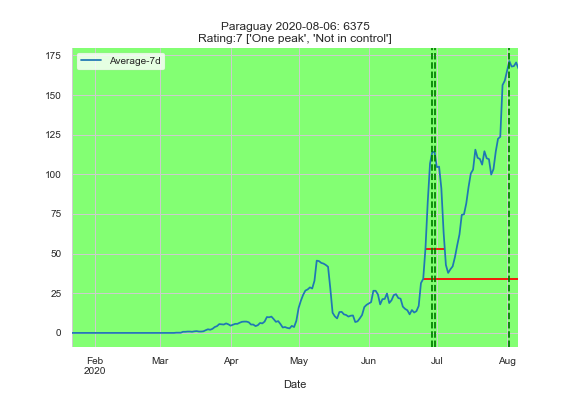 Paraguay 2020-08-06: 6375
Rating:7 ['One peak', 'Not in control']
Average-7d
175
150
125
100
75
50
25
0
Feb
2020
Mar
Apr
May
Jun
Jul
Aug
Date